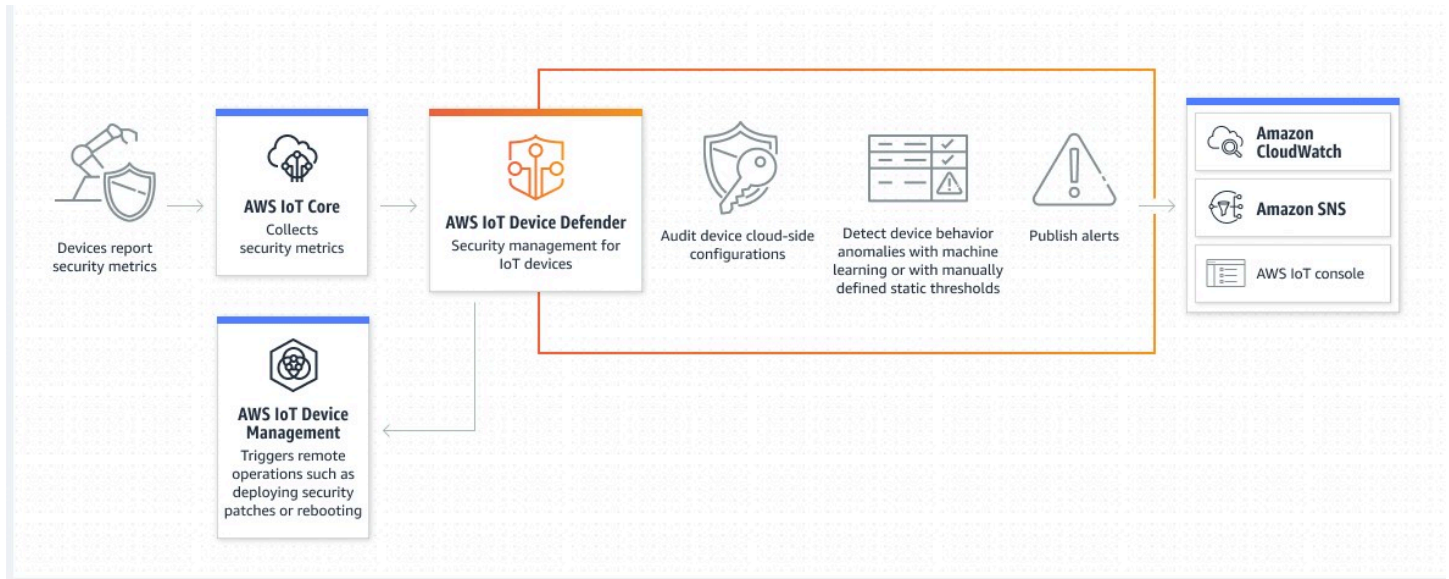 Devices report
security metrics
AWS IoT Core
Collects
security metrics
AWS IoT Device Defender
Security management for
IoT devices
Audit device cloud-side
configurations
Detect device behavior
anomalies with machine
learning or with manually
defined static thresholds
Publish alerts
Amazon
CloudWatch
Amazon SNS
AWS IoT console
AWS IoT Device
Management
Triggers remote
operations such as
deploying security
patches or rebooting